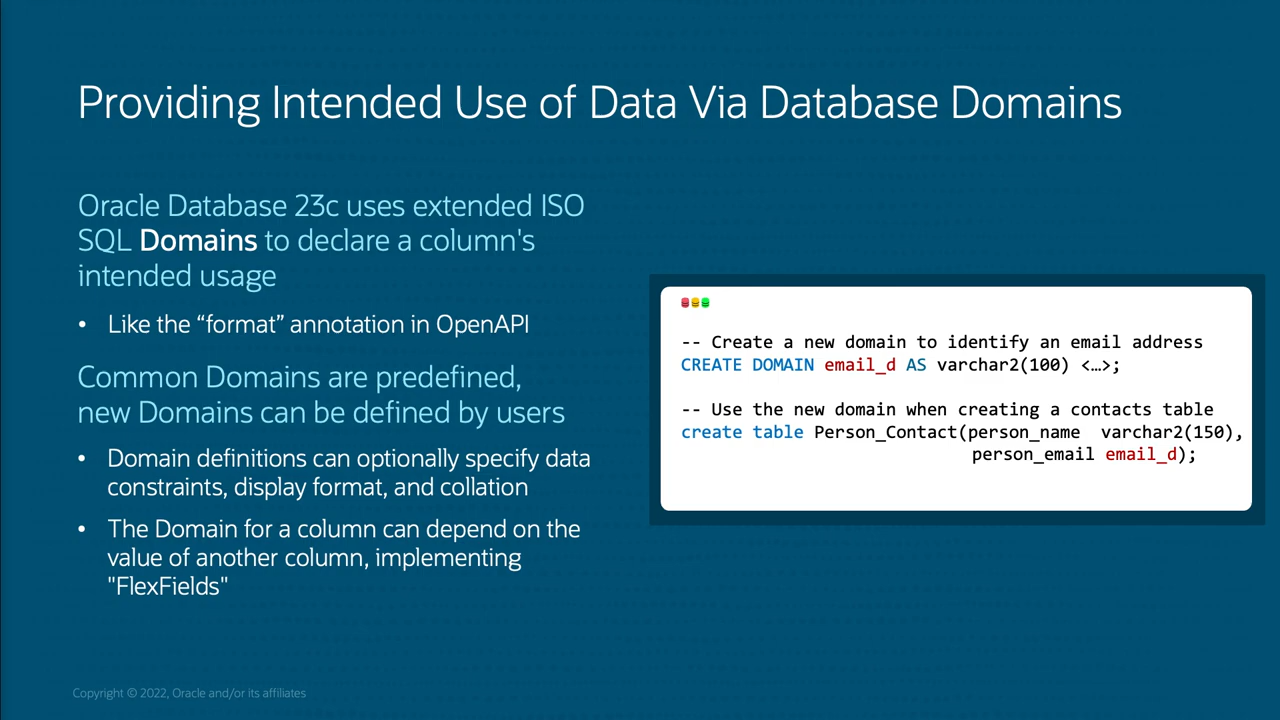 Providing Intended Use of Data Via Database Domains
Oracle Database 23c uses extended ISO
SQL Domains to declare a column's
intended usage
• Like the “format” annotation in OpenAPI
Common Domains are predefined,
new Domains can be defined by users
• Domain definitions can optionally specify data
constraints, display format, and collation
• The Domain for a column can depend on the
value of another column, implementing
"FlexFields"
-- Create a new domain to identify an email address
CREATE DOMAIN email_d AS varchar2(100) <…>;
-- Use the new domain when creating a contacts table
create table Person_Contact(person_name varchar2(150),
person_email email_d);
Copyright © 2022, Oracle and/or its affiliates